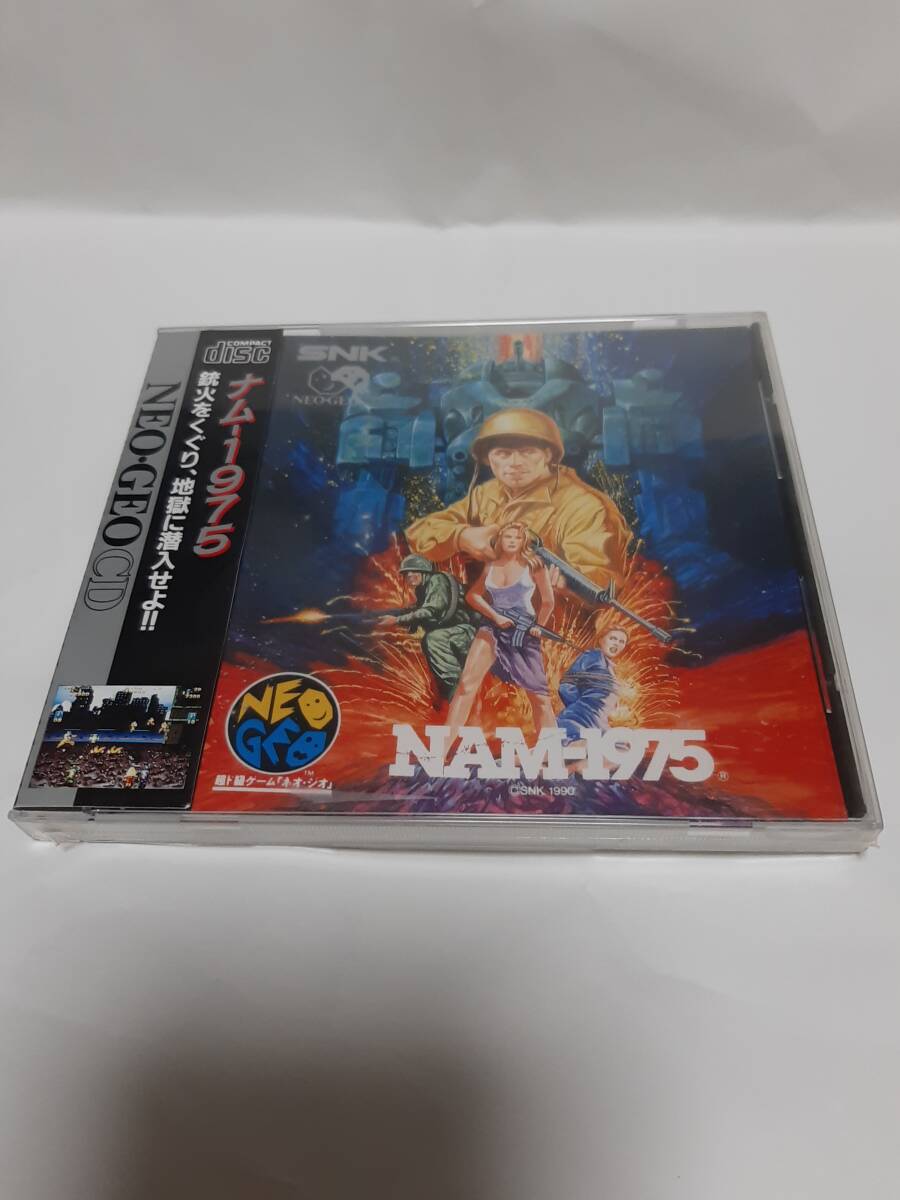 COMPACT
disc
NEO・GEO CD
ナム-1975
銃火をくぐり、地獄に潜入せよ!!
SNK
NEO・GEO
NEO
GEO
™
超ド級ゲーム「ネオ・ジオ」
NAM-1975®
©SNK 1990